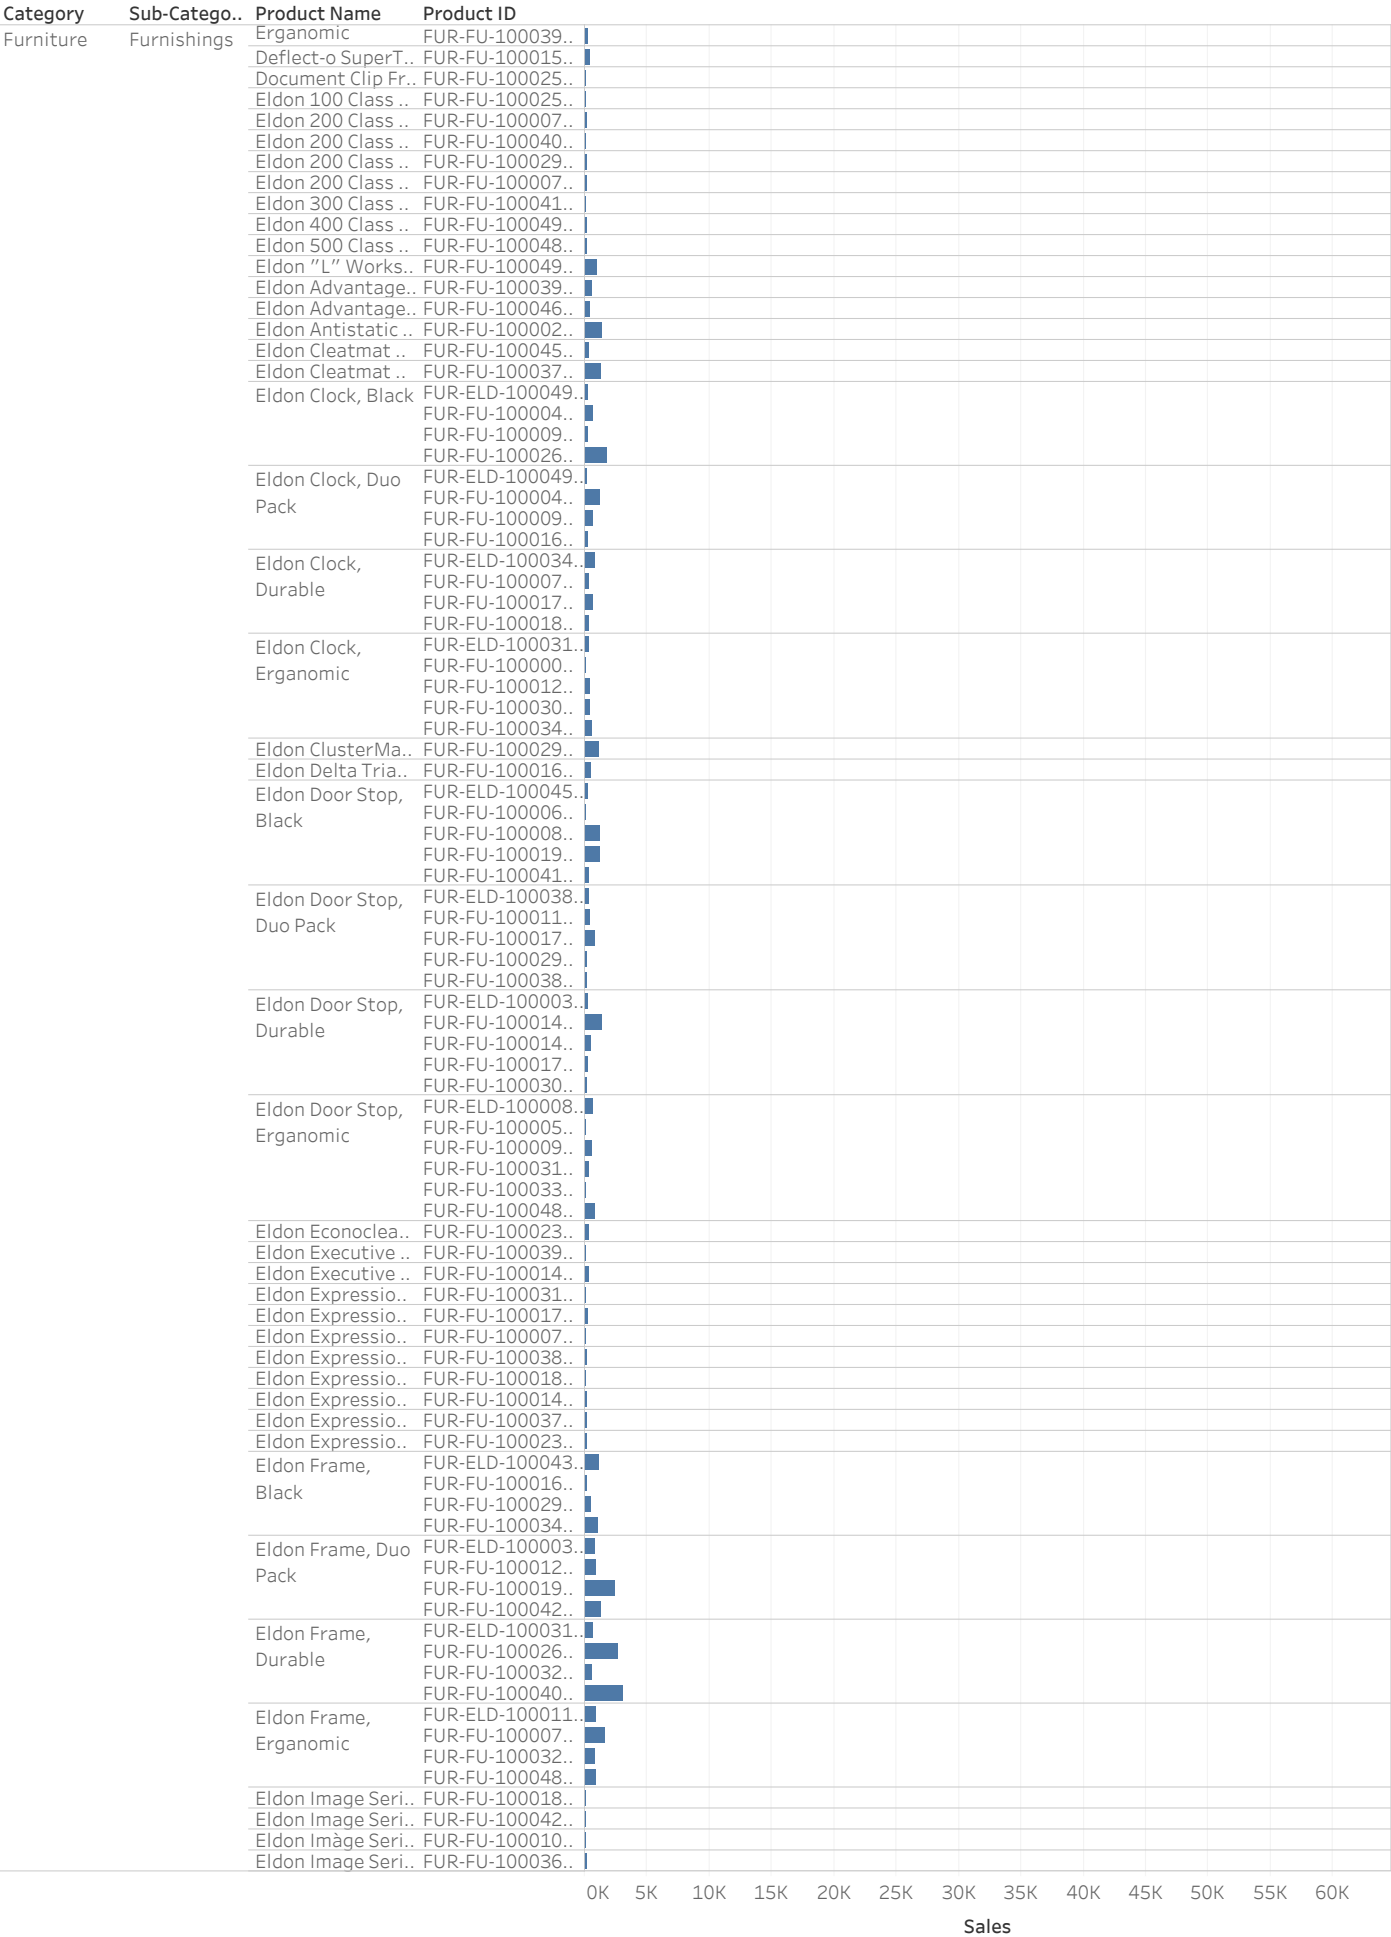 Category Sub-Catego.. Product Name Product ID
Furniture Furnishings Erganomic FUR-FU-100039..
Deflect-o SuperT.. FUR-FU-100015..
Document Clip Fr.. FUR-FU-100025..
Eldon 100 Class .. FUR-FU-100025..
Eldon 200 Class .. FUR-FU-100007..
Eldon 200 Class .. FUR-FU-100040..
Eldon 200 Class .. FUR-FU-100029..
Eldon 200 Class .. FUR-FU-100007..
Eldon 300 Class .. FUR-FU-100041..
Eldon 400 Class .. FUR-FU-100049..
Eldon 500 Class .. FUR-FU-100048..
Eldon ”L” Works.. FUR-FU-100049..
Eldon Advantage.. FUR-FU-100039..
Eldon Advantage.. FUR-FU-100046..
Eldon Antistatic .. FUR-FU-100002..
Eldon Cleatmat .. FUR-FU-100045..
Eldon Cleatmat .. FUR-FU-100037..
Eldon Clock, Black FUR-ELD-100049..
FUR-FU-100004..
FUR-FU-100009..
FUR-FU-100026..
Eldon Clock, Duo FUR-ELD-100049..
Pack FUR-FU-100004..
FUR-FU-100009..
FUR-FU-100016..
Eldon Clock, FUR-ELD-100034..
Durable FUR-FU-100007..
FUR-FU-100017..
FUR-FU-100018..
Eldon Clock, FUR-ELD-100031..
Erganomic FUR-FU-100000..
FUR-FU-100012..
FUR-FU-100030..
FUR-FU-100034..
Eldon ClusterMa.. FUR-FU-100029..
Eldon Delta Tria.. FUR-FU-100016..
Eldon Door Stop, FUR-ELD-100045..
Black FUR-FU-100006..
FUR-FU-100008..
FUR-FU-100019..
FUR-FU-100041..
Eldon Door Stop, FUR-ELD-100038..
Duo Pack FUR-FU-100011..
FUR-FU-100017..
FUR-FU-100029..
FUR-FU-100038..
Eldon Door Stop, FUR-ELD-100003..
Durable FUR-FU-100014..
FUR-FU-100014..
FUR-FU-100017..
FUR-FU-100030..
Eldon Door Stop, FUR-ELD-100008..
Erganomic FUR-FU-100005..
FUR-FU-100009..
FUR-FU-100031..
FUR-FU-100033..
FUR-FU-100048..
Eldon Econoclea.. FUR-FU-100023..
Eldon Executive .. FUR-FU-100039..
Eldon Executive .. FUR-FU-100014..
Eldon Expressio.. FUR-FU-100031..
Eldon Expressio.. FUR-FU-100017..
Eldon Expressio.. FUR-FU-100007..
Eldon Expressio.. FUR-FU-100038..
Eldon Expressio.. FUR-FU-100018..
Eldon Expressio.. FUR-FU-100014..
Eldon Expressio.. FUR-FU-100037..
Eldon Expressio.. FUR-FU-100023..
Eldon Frame, FUR-ELD-100043..
Black FUR-FU-100016..
FUR-FU-100029..
FUR-FU-100034..
Eldon Frame, Duo FUR-ELD-100003..
Pack FUR-FU-100012..
FUR-FU-100019..
FUR-FU-100042..
Eldon Frame, FUR-ELD-100031..
Durable FUR-FU-100026..
FUR-FU-100032..
FUR-FU-100040..
Eldon Frame, FUR-ELD-100011..
Erganomic FUR-FU-100007..
FUR-FU-100032..
FUR-FU-100048..
Eldon Image Seri.. FUR-FU-100018..
Eldon Image Seri.. FUR-FU-100042..
Eldon Imàge Seri.. FUR-FU-100010..
Eldon Image Seri.. FUR-FU-100036..
0K 5K 10K 15K 20K 25K 30K 35K 40K 45K 50K 55K 60K
Sales